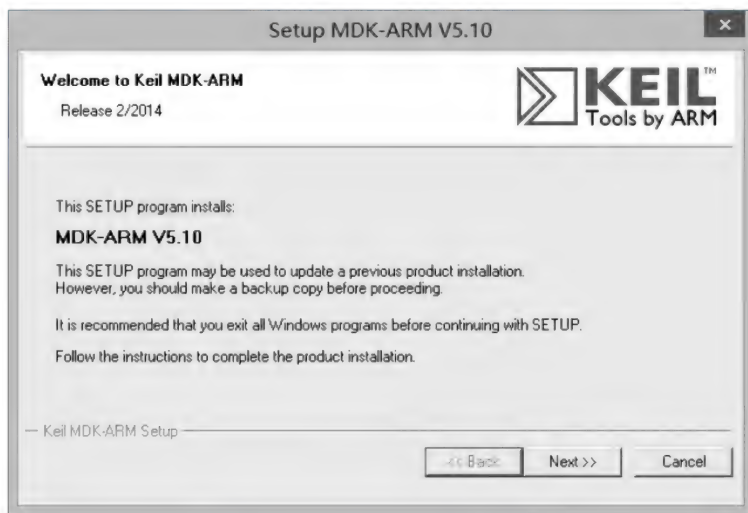 Setup MDK-ARM V5.10
Welcome to Keil MDK-ARM
Release 2/2014
KEIL™
Tools by ARM
This SETUP program installs:
MDK-ARM V5.10
This SETUP program may be used to update a previous product installation.
However, you should make a backup copy before proceeding.
It is recommended that you exit all Windows programs before continuing with SETUP.
Follow the instructions to complete the product installation.
Keil MDK-ARM Setup
<< Back
Next >>
Cancel